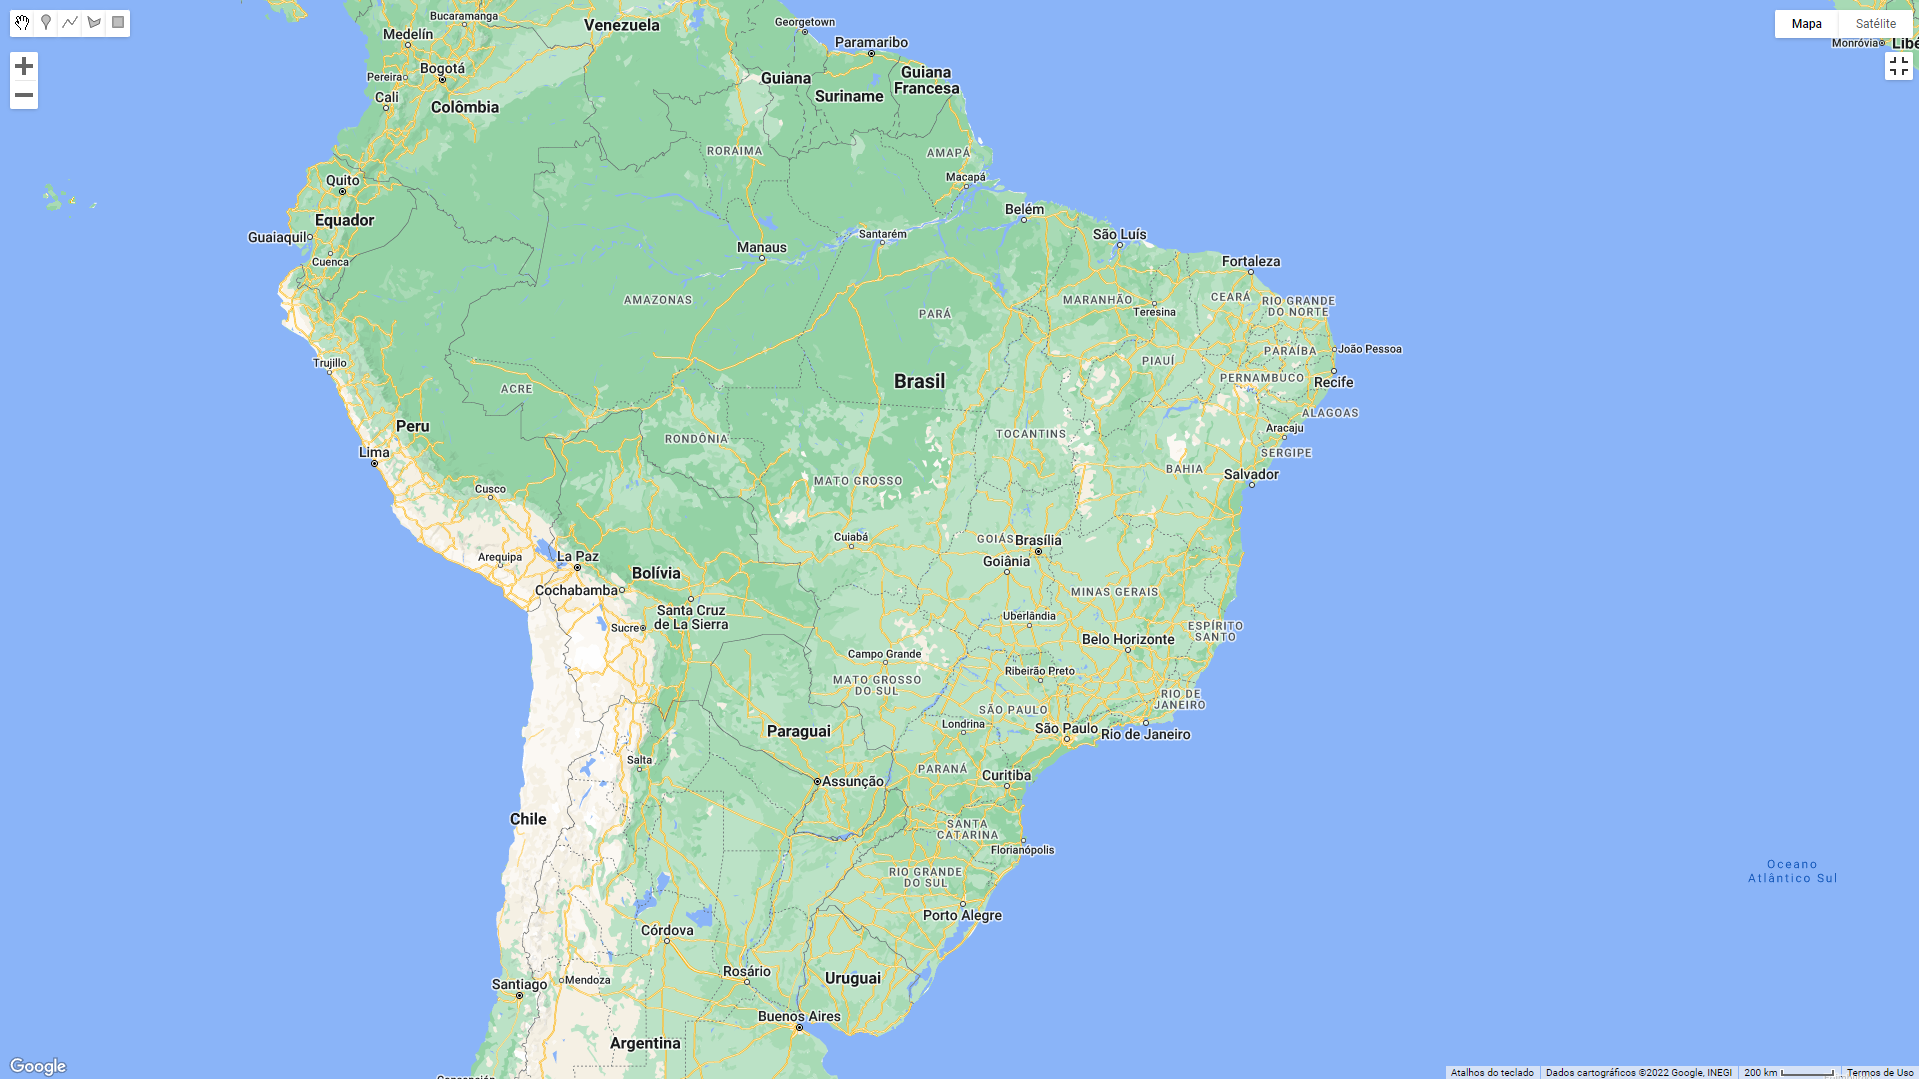 Bucaramanga
Venezuela
Georgetown
Mapa
Satélite
Medellín
Paramaribo
Monróvia
Libé
Bogotá
Pereira
Guiana
Guiana
Francesa
Cali
Colômbia
Suriname
RORAIMA
AMAPÁ
Macapá
Quito
Equador
Belém
Guaiaquil
Santarém
São Luís
Manaus
Cuenca
Fortaleza
AMAZONAS
MARANHÃO
CEARÁ
RIO GRANDE
DO NORTE
Teresina
PARÁ
João Pessoa
PARAÍBA
PIAUÍ
Trujillo
Brasil
PERNAMBUCO
Recife
ACRE
ALAGOAS
Peru
Aracaju
TOCANTINS
RONDÔNIA
SERGIPE
Lima
BAHIA
Salvador
MATO GROSSO
Cusco
Cuiabá
GOIÁS
Brasília
Arequipa
La Paz
Goiânia
Bolívia
Cochabamba
MINAS GERAIS
Santa Cruz
de La Sierra
Uberlândia
Sucre
ESPÍRITO
SANTO
Belo Horizonte
Campo Grande
Ribeirão Preto
MATO GROSSO
DO SUL
RIO DE
JANEIRO
SÃO PAULO
Londrina
São Paulo
Rio de Janeiro
Paraguai
Salta
PARANÁ
Curitiba
Assunção
Chile
SANTA
CATARINA
Florianópolis
Oceano
Atlântico Sul
RIO GRANDE
DO SUL
Porto Alegre
Córdova
Rosário
Uruguai
Mendoza
Santiago
Buenos Aires
Argentina
Google
Concepción
Atalhos do teclado
Dados cartográficos ©2022 Google, INEGI
200 km
Termos de Uso